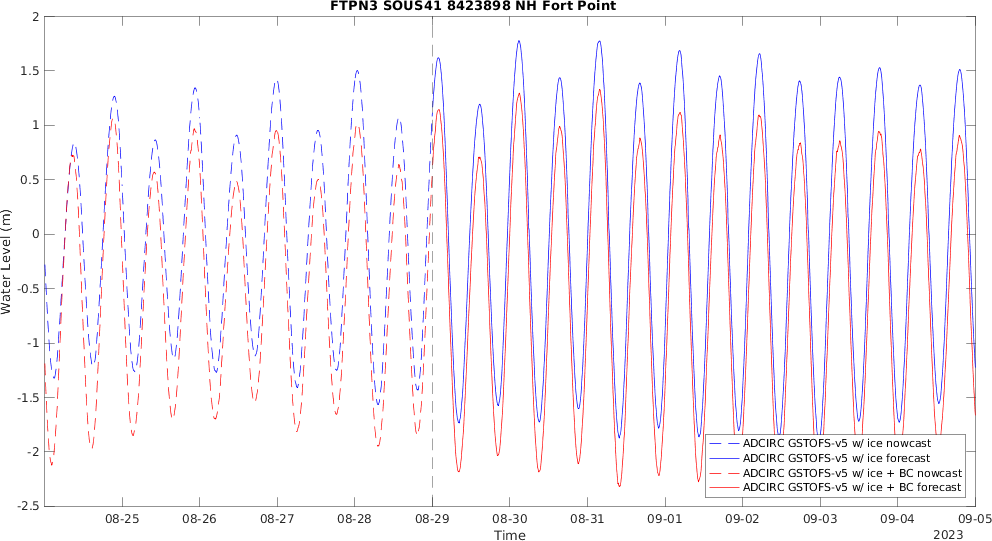 FTPN3 SOUS41 8423898 NH Fort Point
2
1.5
1
0.5
0
-0.5
-1
-1.5
-2
-2.5
Water Level (m)
ADCIRC GSTOFS-v5 w/ ice nowcast
ADCIRC GSTOFS-v5 w/ ice forecast
ADCIRC GSTOFS-v5 w/ ice + BC nowcast
ADCIRC GSTOFS-v5 w/ ice + BC forecast
08-25 08-26 08-27 08-28 08-29 08-30 08-31 09-01 09-02 09-03 09-04 09-05
Time
2023